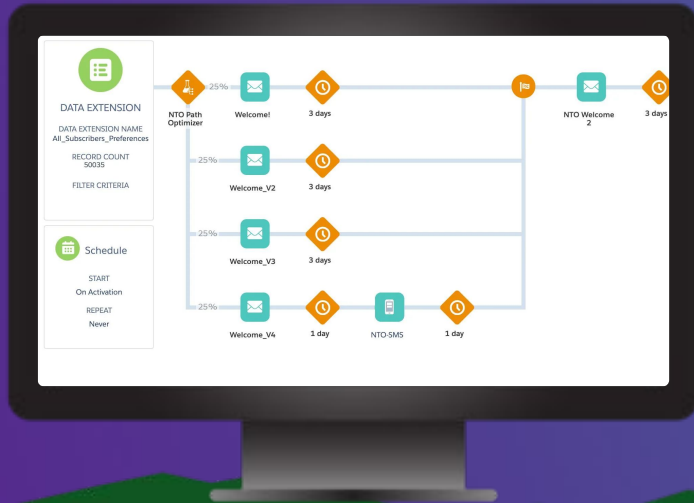 DATA EXTENSION
DATA EXTENSION NAME
All_Subscribers_Preferences
RECORD COUNT
50035
FILTER CRITERIA
Schedule
START
On Activation
REPEAT
Never
NTO Path
Optimizer
25%
Welcome!
3 days
NTO Welcome
2
3 days
25%
Welcome_V2
3 days
25%
Welcome_V3
3 days
25%
Welcome_V4
1 day
NTO-SMS
1 day